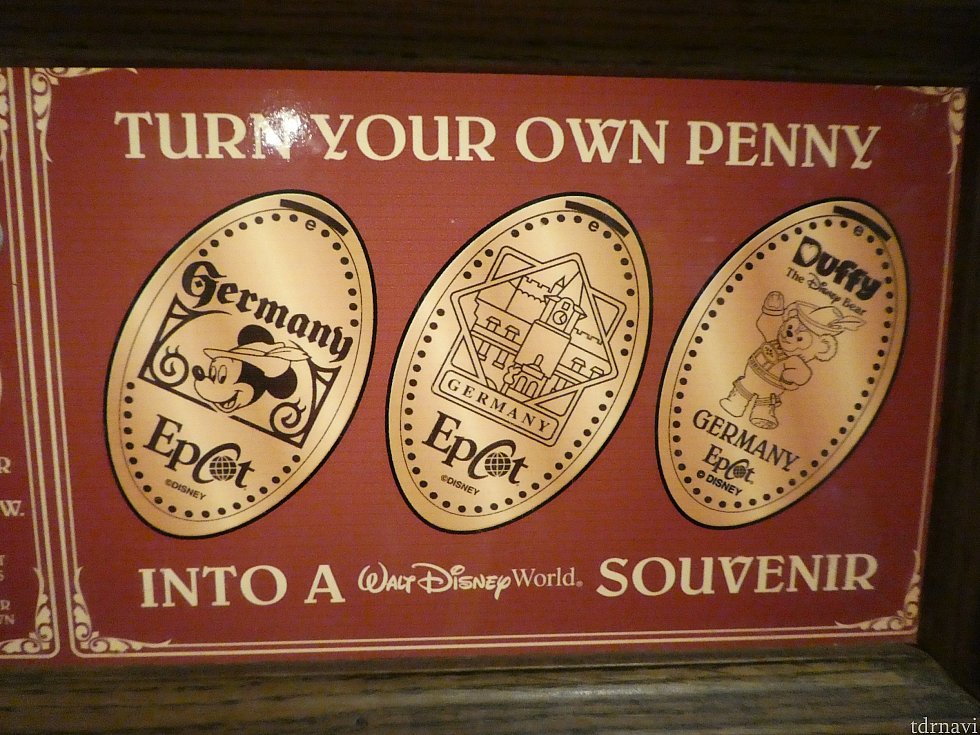 TURN YOUR OWN PENNY
e
Germany
Epcot
©DISNEY
e
GERMANY
Epcot
©DISNEY
e
Duffy
The Disney Bear
GERMANY
Epcot
© DISNEY
INTO A WALT DISNEY World® SOUVENIR
R
W.
tdrnavi